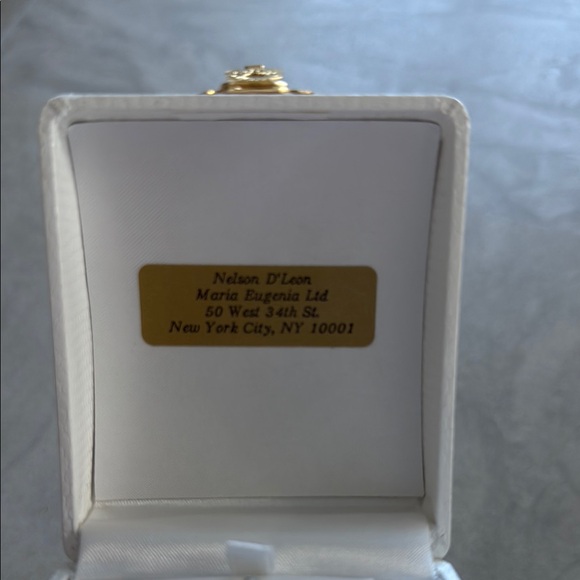 Nelson D'Leon
Maria Eugenia Ltd
50 West 34th St.
New York City, NY 10001